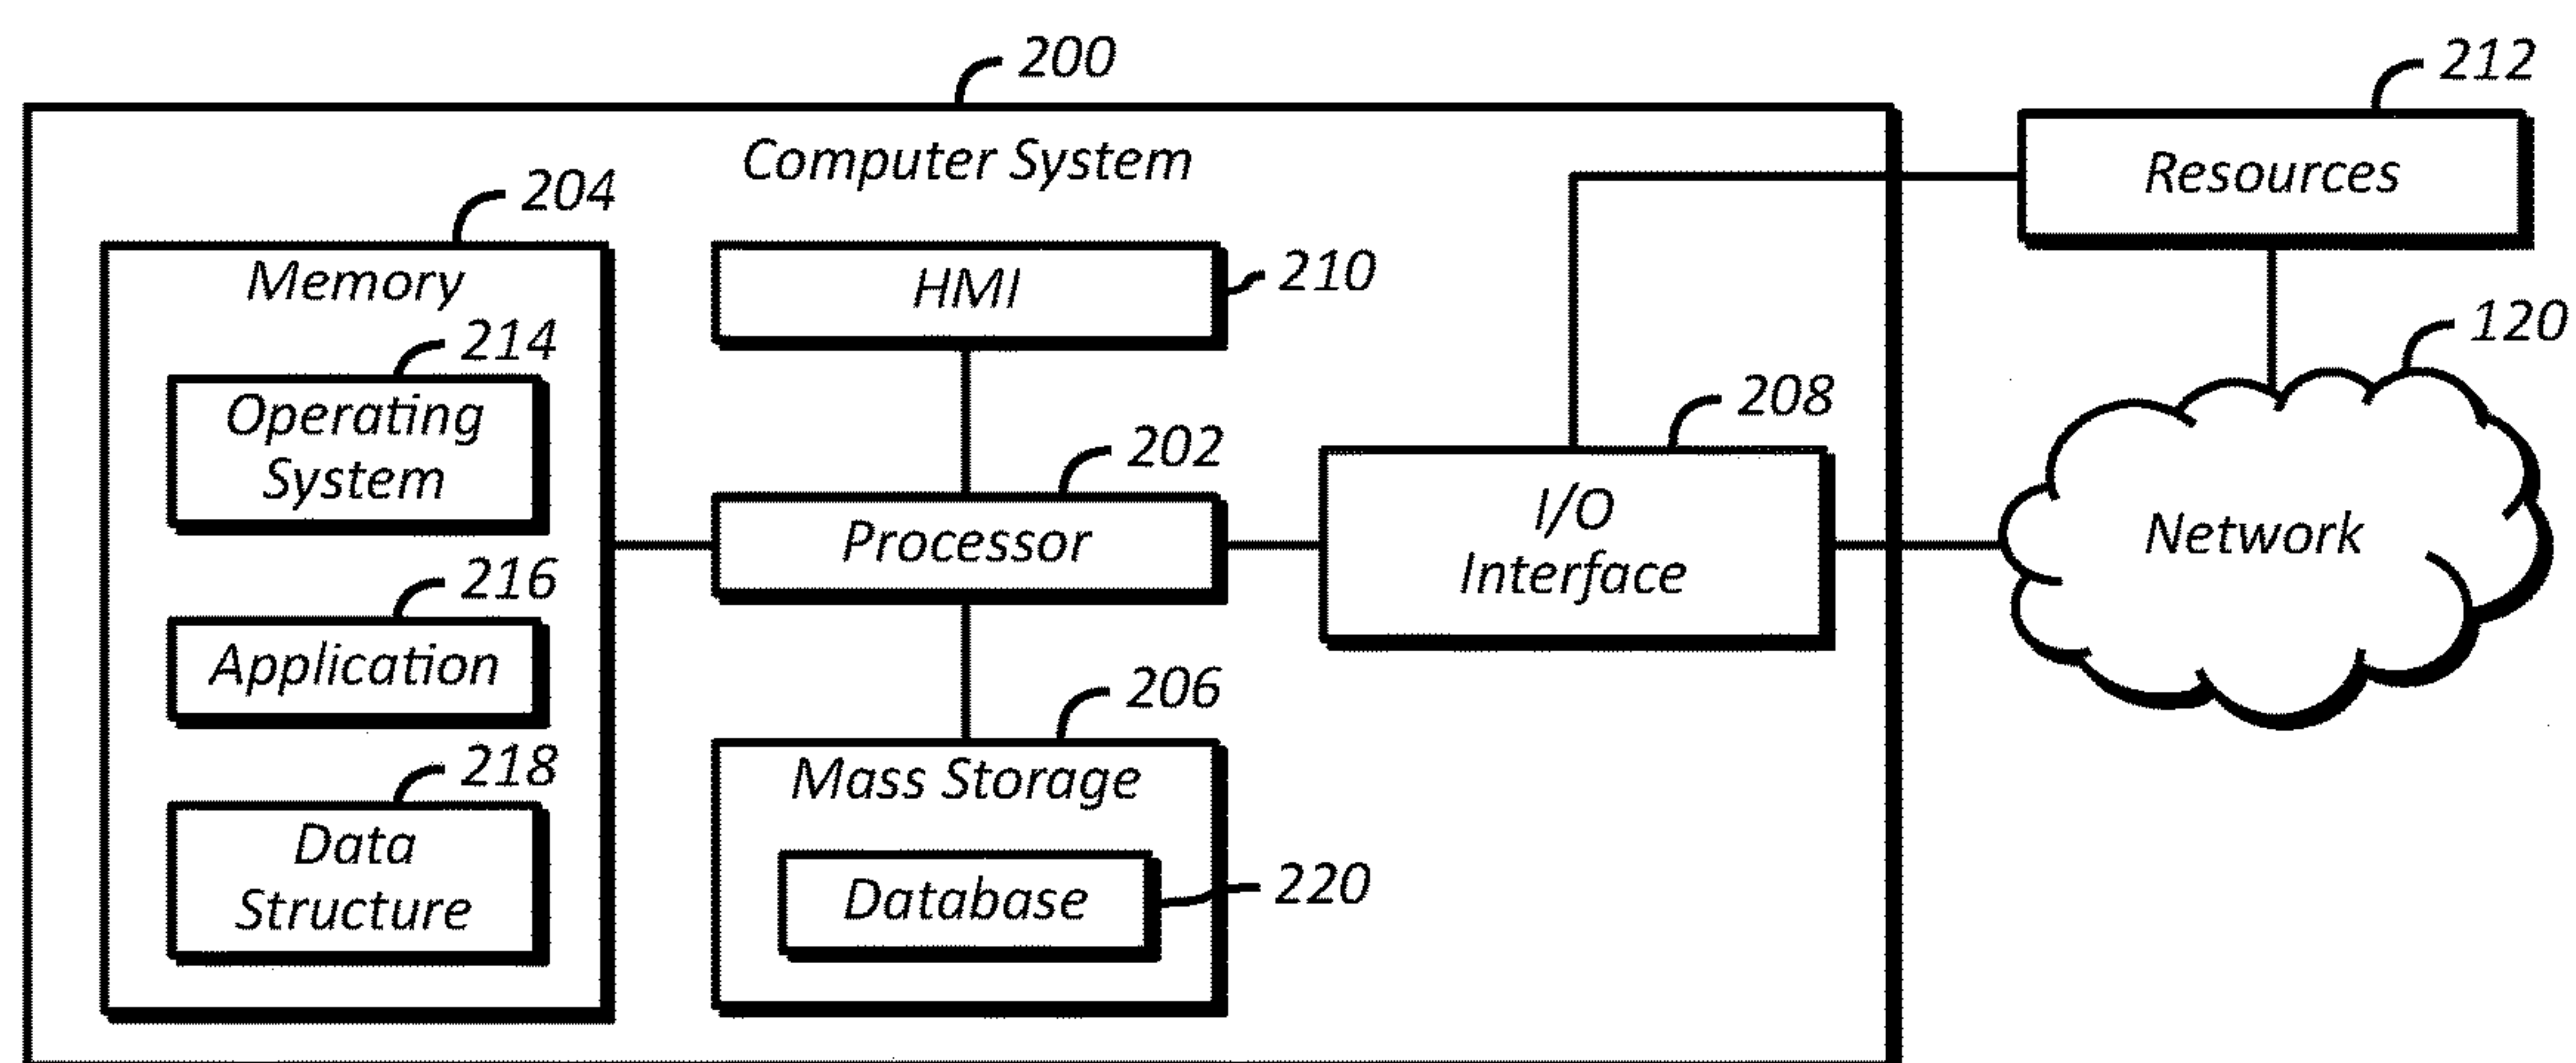 200
212
Computer System
Resources
204
Memory
HMI
210
214
120
Operating
System
208
202
I/O
Interface
Processor
Network
216
Application
206
Mass Storage
218
Data
Structure
Database
220